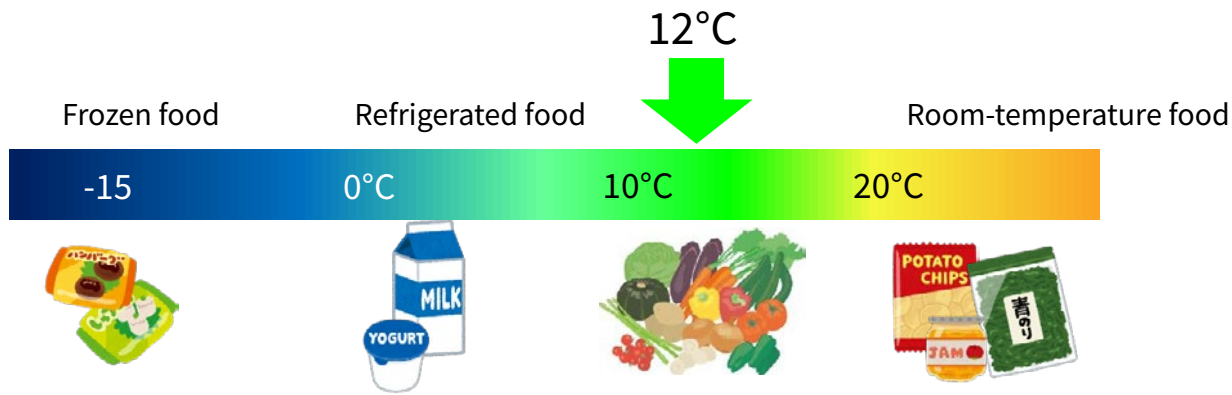 12°C
Frozen food
Refrigerated food
Room-temperature food
-15
0°C
10°C
20°C
ハンバーグ
MILK
YOGURT
POTATO
CHIPS
JAM
青のり